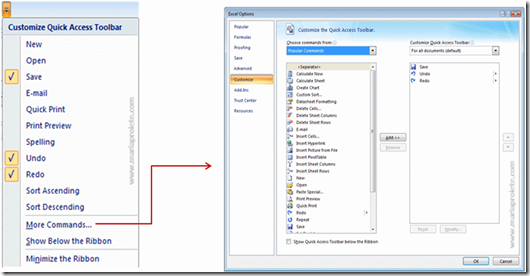 Customize Quick Access Toolbar
New
Open
Save
E-mail
Quick Print
Print Preview
Spelling
Undo
Redo
Sort Ascending
Sort Descending
More Commands...
Show Below the Ribbon
Minimize the Ribbon
Excel Options
Popular
Formulas
Proofing
Save
Advanced
Customize
Add-Ins
Trust Center
Resources
Customize the Quick Access Toolbar.
Choose commands from:
Popular Commands
<Separator>
Calculate Now
Calculate Sheet
Create Chart
Custom Sort...
Datasheet Formatting
Delete Cells...
Delete Sheet Columns
Delete Sheet Rows
E-mail
Insert Cells...
Insert Hyperlink
Insert Picture from File
Insert PivotTable
Insert Sheet Columns
Insert Sheet Rows
New
Open
Paste Special...
Print Preview
Quick Print
Redo
Repeat
Save
Add >>
Remove
Customize Quick Access Toolbar:
For all documents (default)
Save
Undo
Redo
Reset
Modify...
Show Quick Access Toolbar below the Ribbon
OK
Cancel